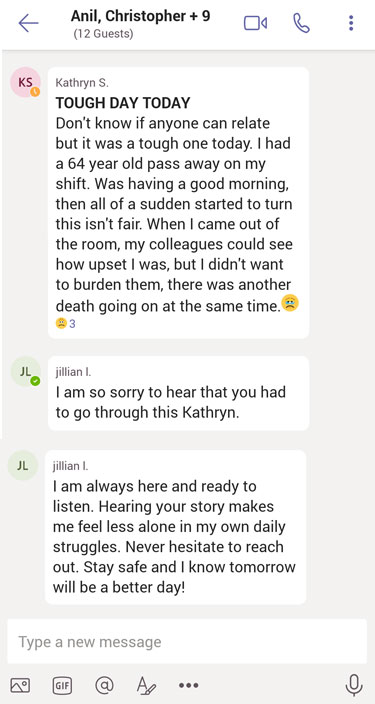 Anil, Christopher + 9
(12 Guests)
KS
Kathryn S.
TOUGH DAY TODAY
Don't know if anyone can relate
but it was a tough one today. I had
a 64 year old pass away on my
shift. Was having a good morning,
then all of a sudden started to turn
this isn't fair. When I came out of
the room, my colleagues could see
how upset I was, but I didn't want
to burden them, there was another
death going on at the same time.😢
☹️ 3
JL
jillian l.
I am so sorry to hear that you had
to go through this Kathryn.
JL
jillian l.
I am always here and ready to
listen. Hearing your story makes
me feel less alone in my own daily
struggles. Never hesitate to reach
out. Stay safe and I know tomorrow
will be a better day!
Type a new message
GIF